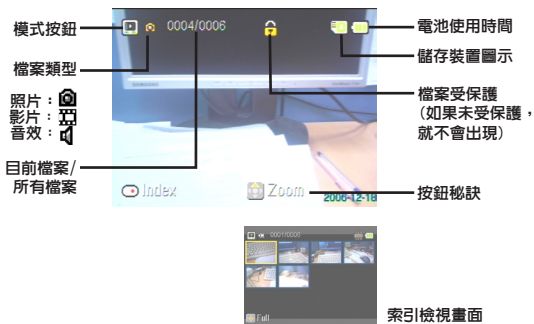 模式按鈕
0004/0006
電池使用時間
儲存裝置圖示
檔案類型
SAMSUNG
檔案受保護
(如果未受保護，
就不會出現)
照片：
影片：
音效：
目前檔案/
所有檔案
Index
Zoom
2006-12-18
按鈕秘訣
0001/0006
Full
索引檢視畫面